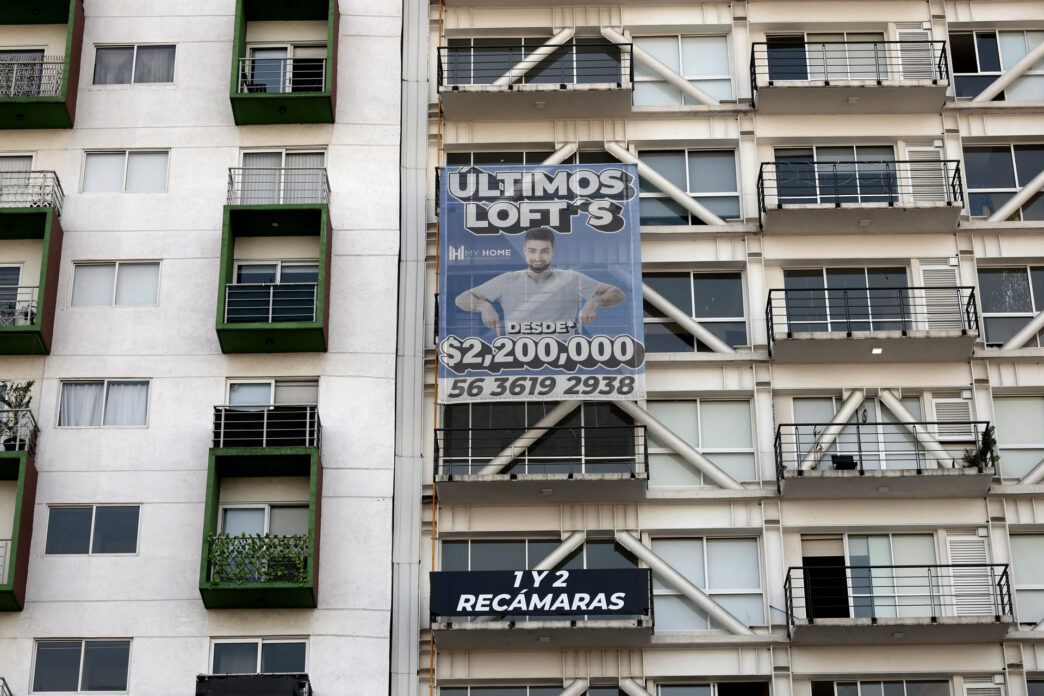 ÚLTIMOS
LOFT´S
MY HOME
DESDE*
$2,200,000
56 3619 2938
1 Y 2
RECÁMARAS